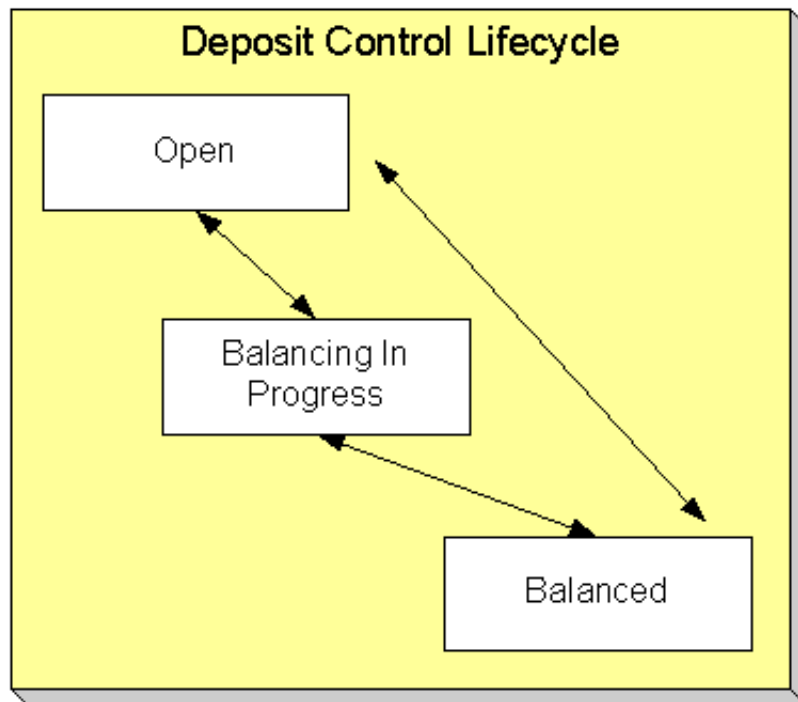 Deposit Control Lifecycle
Open
Balancing In
Progress
Balanced